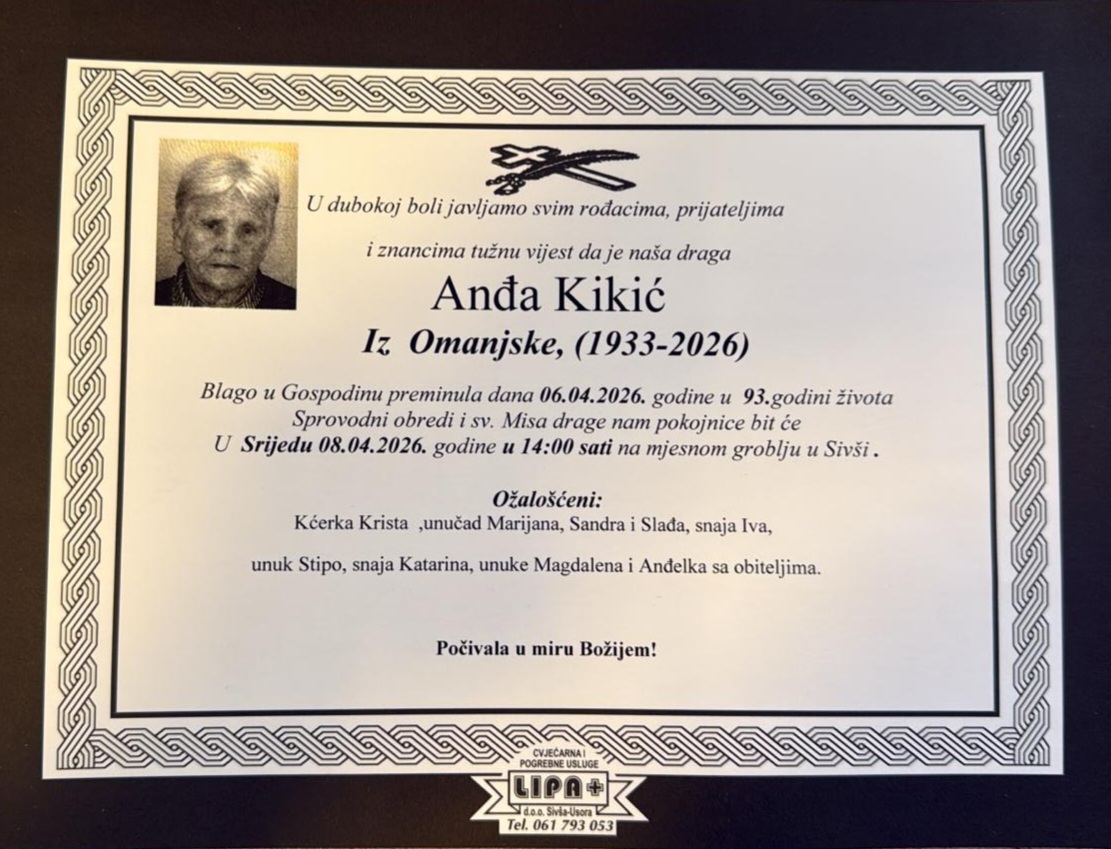 U dubokoj boli javljamo svim rođacima, prijateljima
i znancima tužnu vijest da je naša draga
Anđa Kikić
Iz Omanjske, (1933-2026)
Blago u Gospodinu preminula dana 06.04.2026. godine u 93.godini života
Sprovodni obredi i sv. Misa drage nam pokojnice bit će
U Srijedu 08.04.2026. godine u 14:00 sati na mjesnom groblju u Sivši .
Ožalošćeni:
Kćerka Krista ,unučad Marijana, Sandra i Slađa, snaja Iva,
unuk Stipo, snaja Katarina, unuke Magdalena i Anđelka sa obiteljima.
Počivala u miru Božijem!
CVJEĆARNA I
POGREBNE USLUGE
LIPA+
d.o.o. Sivša-Usora
Tel. 061 793 053